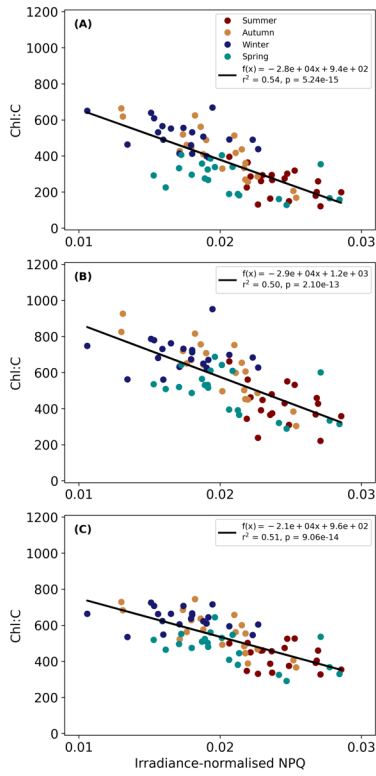 (A)
Summer
Autumn
Winter
Spring
f(x) = −2.8e + 04x+9.4e + 02
r² = 0.54, p = 5.24e-15
1200
1000
800
600
400
200
0
Chl:C
0.01 0.02 0.03
(B)
f(x) = −2.9e + 04x+1.2e + 03
r² = 0.50, p = 2.10e-13
1200
1000
800
600
400
200
0
Chl:C
0.01 0.02 0.03
(C)
f(x) = −2.1e + 04x+9.6e + 02
r² = 0.51, p = 9.06e-14
1200
1000
800
600
400
200
0
Chl:C
0.01 0.02 0.03
Irradiance-normalised NPQ